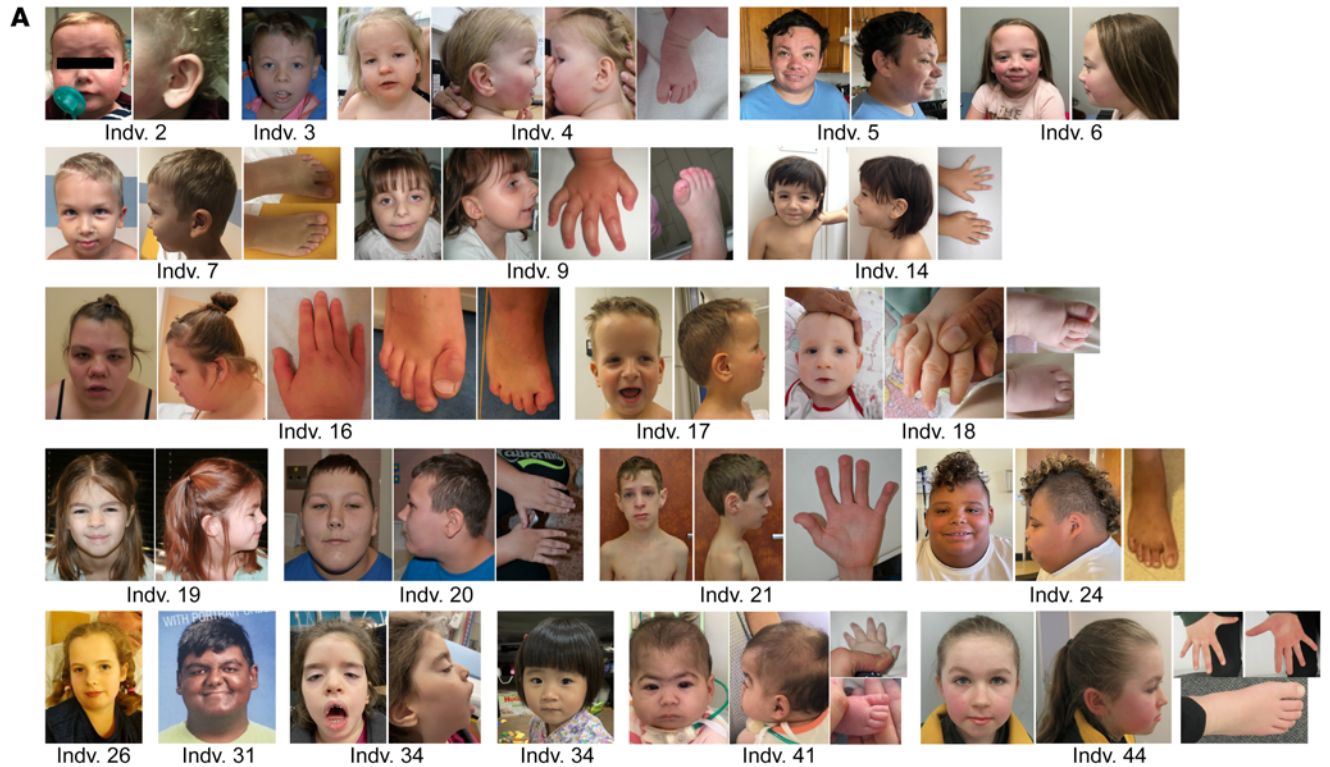 A
Indv. 2
Indv. 3
Indv. 4
Indv. 5
Indv. 6
Indv. 7
Indv. 9
Indv. 14
Indv. 16
Indv. 17
Indv. 18
Indv. 19
Indv. 20
Indv. 21
Indv. 24
WITH PORTRAIT
Indv. 26
Indv. 31
Indv. 34
Indv. 34
Indv. 41
Indv. 44